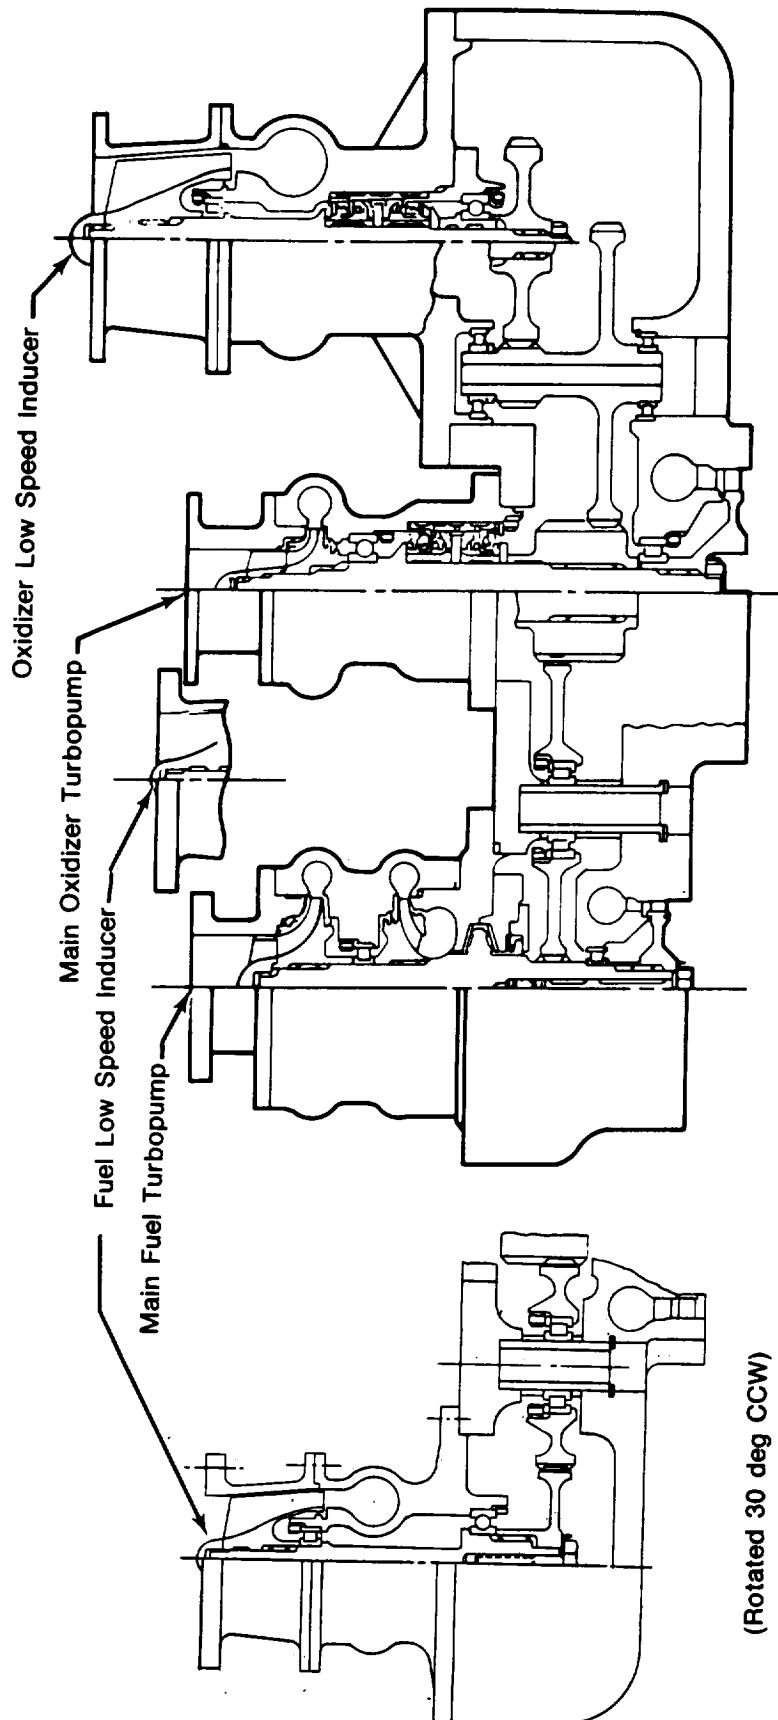 Oxidizer Low Speed Inducer
Main Oxidizer Turbopump
Fuel Low Speed Inducer
Main Fuel Turbopump
(Rotated 30 deg CCW)